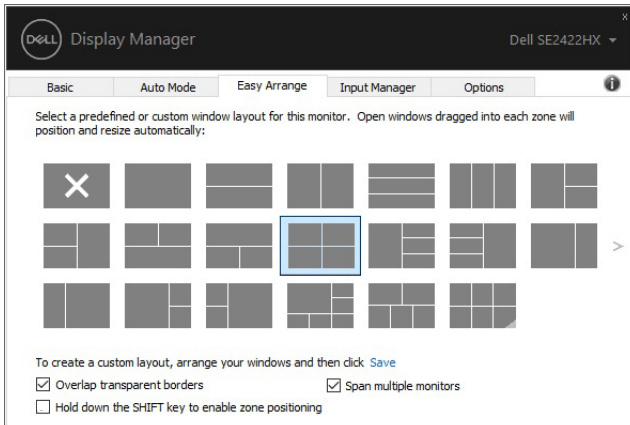 DELL Display Manager
Dell SE2422HX
Basic
Auto Mode
Easy Arrange
Input Manager
Options
Select a predefined or custom window layout for this monitor. Open windows dragged into each zone will
position and resize automatically:
To create a custom layout, arrange your windows and then click Save
Overlap transparent borders
Span multiple monitors
Hold down the SHIFT key to enable zone positioning